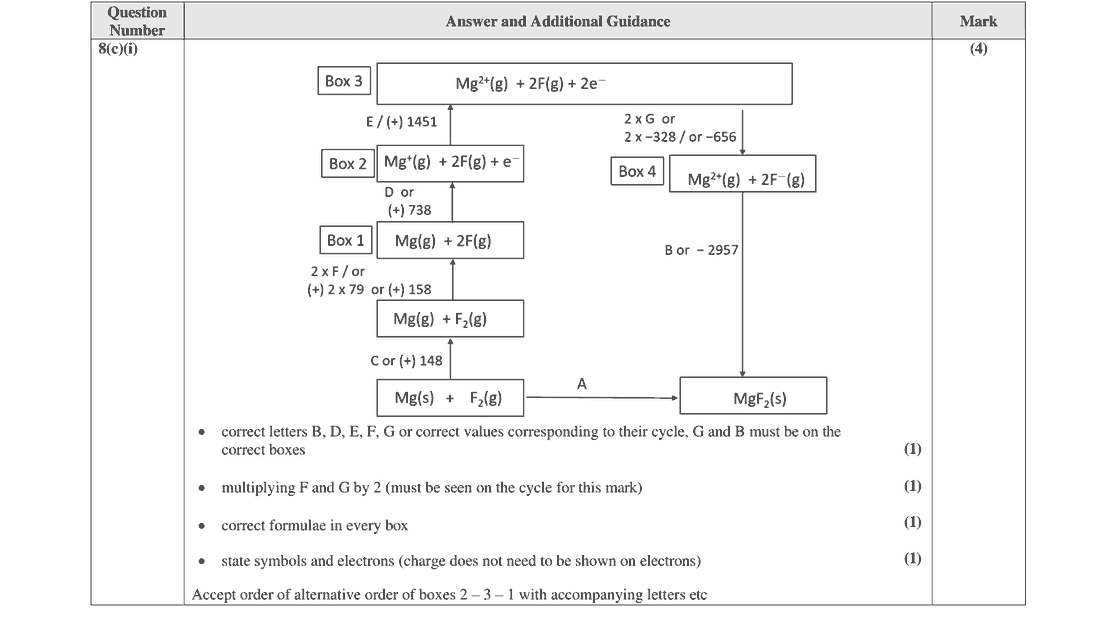 Question Number
Answer and Additional Guidance
Mark
8(c)(i)
(4)
Box 3
Mg²⁺(g) + 2F(g) + 2e⁻
E / (+) 1451
2 x G or
2 x −328 / or −656
Box 2
Mg⁺(g) + 2F(g) + e⁻
Box 4
Mg²⁺(g) + 2F⁻(g)
D or
(+) 738
Box 1
Mg(g) + 2F(g)
B or − 2957
2 x F / or
(+) 2 x 79 or (+) 158
Mg(g) + F₂(g)
C or (+) 148
Mg(s) + F₂(g)
A
MgF₂(s)
• correct letters B, D, E, F, G or correct values corresponding to their cycle, G and B must be on the
correct boxes (1)
• multiplying F and G by 2 (must be seen on the cycle for this mark) (1)
• correct formulae in every box (1)
• state symbols and electrons (charge does not need to be shown on electrons) (1)
Accept order of alternative order of boxes 2 – 3 – 1 with accompanying letters etc